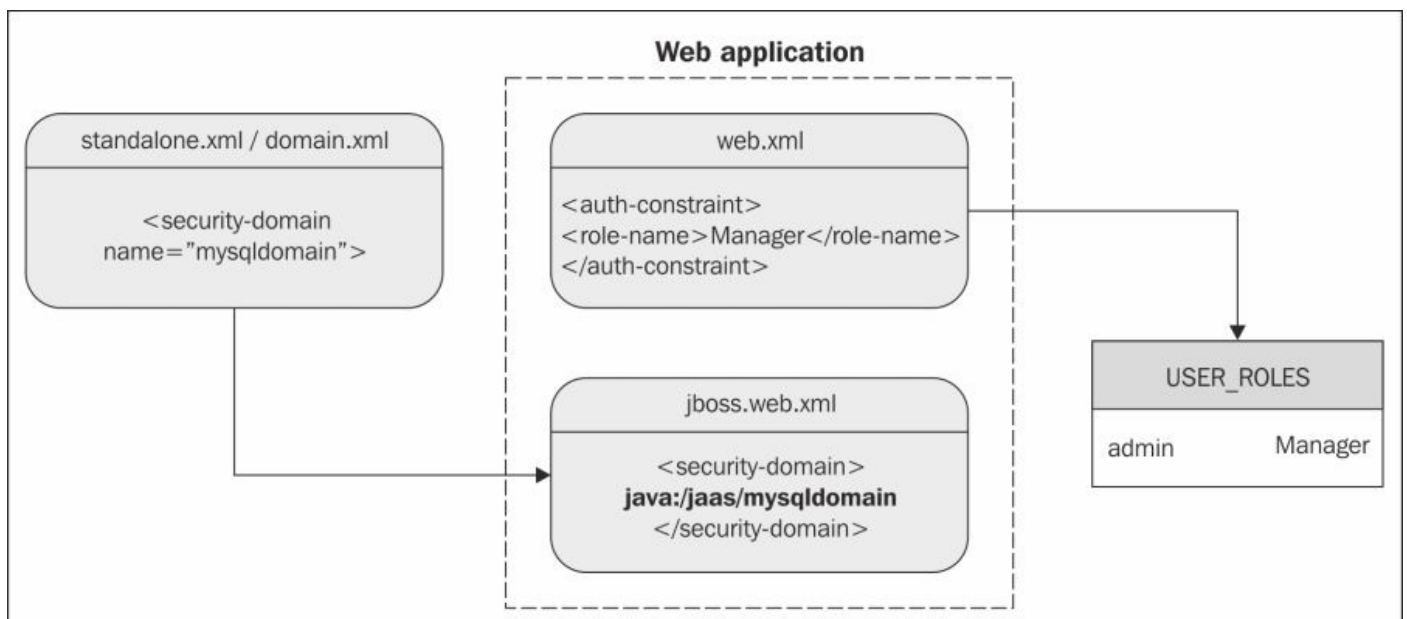 Web application
standalone.xml / domain.xml
<security-domain
name=”mysqldomain”>
web.xml
<auth-constraint>
<role-name>Manager</role-name>
</auth-constraint>
jboss.web.xml
<security-domain>
java:/jaas/mysqldomain
</security-domain>
USER_ROLES
admin Manager